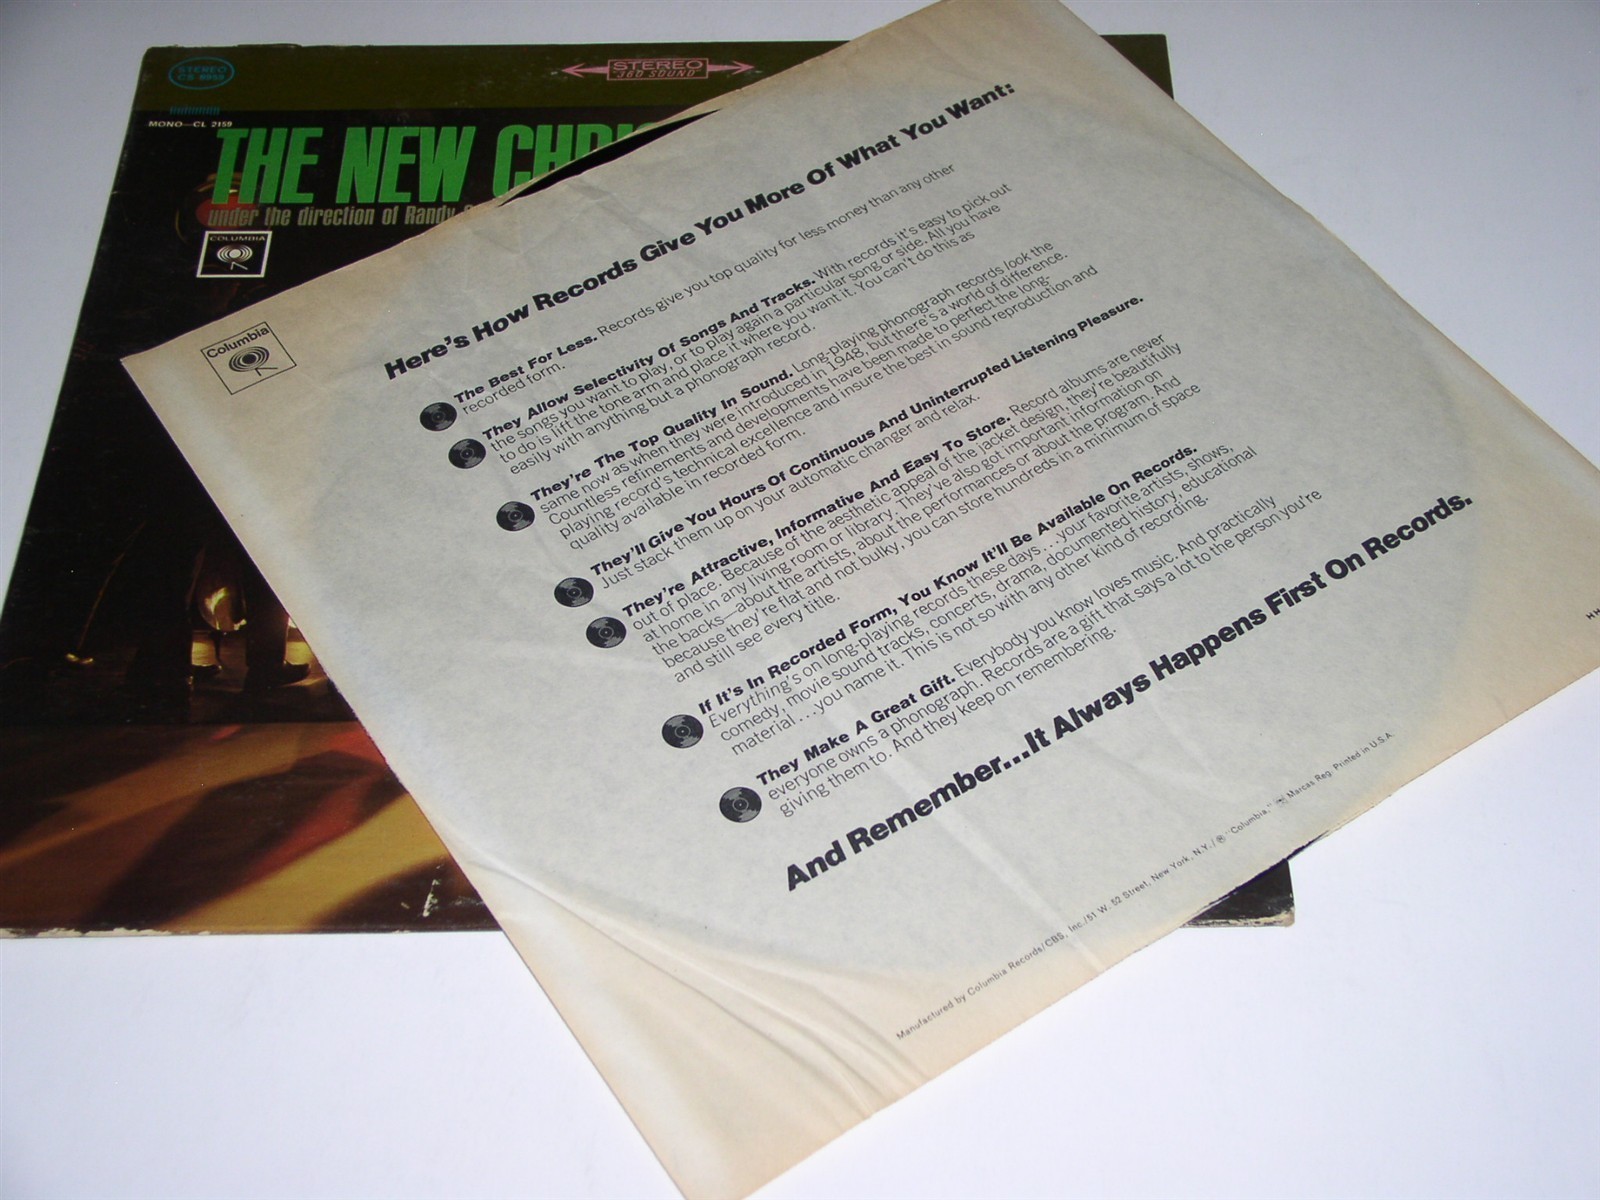 STEREO
CS 8959
STEREO
"360 SOUND"
MONO—CL 2159
THE NEW CHRIS
under the direction of Randy
COLUMBIA
Columbia
Here's How Records Give You More Of What You Want:
The Best For Less. Records give you top quality for less money than any other
recorded form.
They Allow Selectivity Of Songs And Tracks. With records it's easy to pick out
the songs you want to play, or to play again a particular song or side. All you have
to do is lift the tone arm and place it where you want it. You can't do this as
easily with anything but a phonograph record.
They're The Top Quality In Sound. Long-playing phonograph records look the
same now as when they were introduced in 1948, but there's a world of difference.
Countless refinements and developments have been made to perfect the long-
playing record's technical excellence and insure the best in sound reproduction and
quality available in recorded form.
They'll Give You Hours Of Continuous And Uninterrupted Listening Pleasure.
Just stack them up on your automatic changer and relax.
They're Attractive, Informative And Easy To Store. Record albums are never
out of place. Because of the aesthetic appeal of the jacket design, they're beautifully
at home in any living room or library. They've also got important information on
the backs—about the artists, about the performances or about the program. And
because they're flat and not bulky, you can store hundreds in a minimum of space
and still see every title.
If It's In Recorded Form, You Know It'll Be Available On Records.
Everything's on long-playing records these days...your favorite artists, shows,
comedy, movie sound tracks, concerts, drama, documented history, educational
material...you name it. This is not so with any other kind of recording.
They Make A Great Gift. Everybody you know loves music. And practically
everyone owns a phonograph. Records are a gift that says a lot to the person you're
giving them to. And they keep on remembering.
And Remember...It Always Happens First On Records.
Manufactured by Columbia Records/CBS, Inc./51 W. 52 Street, New York, N.Y./® "Columbia," Marcas Reg. Printed in U.S.A.